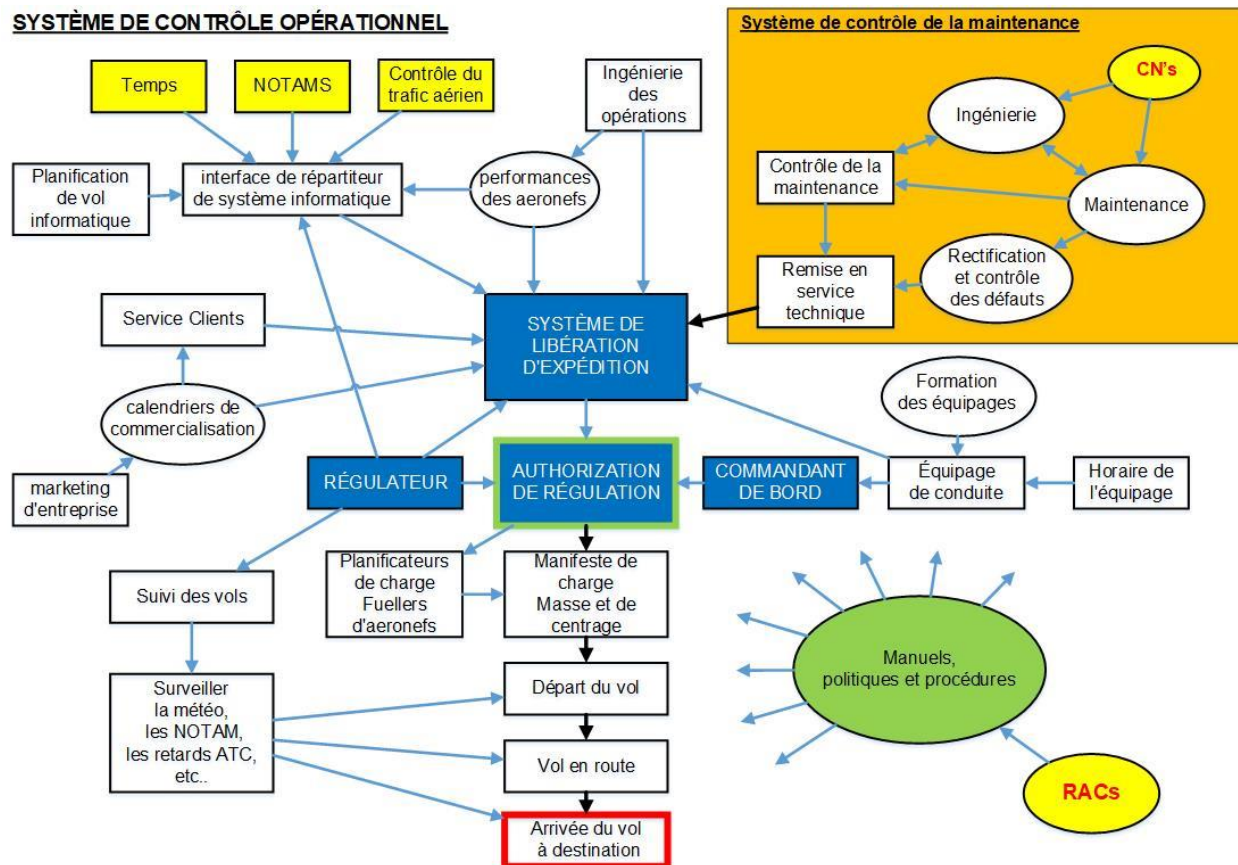 SYSTÈME DE CONTRÔLE OPÉRATIONNEL
Système de contrôle de la maintenance
Temps
NOTAMS
Contrôle du
trafic aérien
Ingénierie
des
opérations
CN's
Ingénierie
Planification
de vol
informatique
interface de répartiteur
de système informatique
performances
des aeronefs
Contrôle de la
maintenance
Maintenance
Remise en
service
technique
Rectification
et contrôle
des défauts
Service Clients
SYSTÈME DE
LIBÉRATION
D'EXPÉDITION
calendriers de
commercialisation
Formation
des équipages
marketing
d'entreprise
RÉGULATEUR
AUTHORIZATION
DE RÉGULATION
COMMANDANT
DE BORD
Équipage
de conduite
Horaire de
l'équipage
Suivi des vols
Planificateurs
de charge
Fuellers
d'aeronefs
Manifeste de
charge
Masse et de
centrage
Manuels,
politiques et procédures
Surveiller
la météo,
les NOTAM,
les retards ATC,
etc..
Départ du vol
Vol en route
Arrivée du vol
à destination
RACs